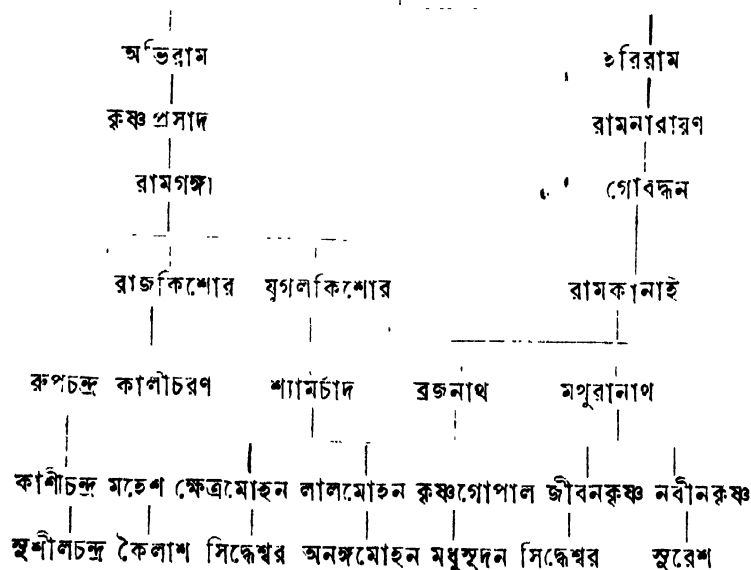 অভিরাম হরিরাম
কৃষ্ণপ্রসাদ রামনারায়ণ
রামগঙ্গা গোবর্দ্ধন
রাজকিশোর যুগলকিশোর রামকানাই
রুপচন্দ্র কালীচরণ শ্যামচাঁদ ব্রজনাথ মথুরানাথ
কাশীচন্দ্র মহেশ ক্ষেত্রমোহন লালমোহন কৃষ্ণগোপাল জীবনকৃষ্ণ নবীনকৃষ্ণ
সুশীলচন্দ্র কৈলাশ সিদ্ধেশ্বর অনঙ্গমোহন মধুসূদন সিদ্ধেশ্বর সুরেশ